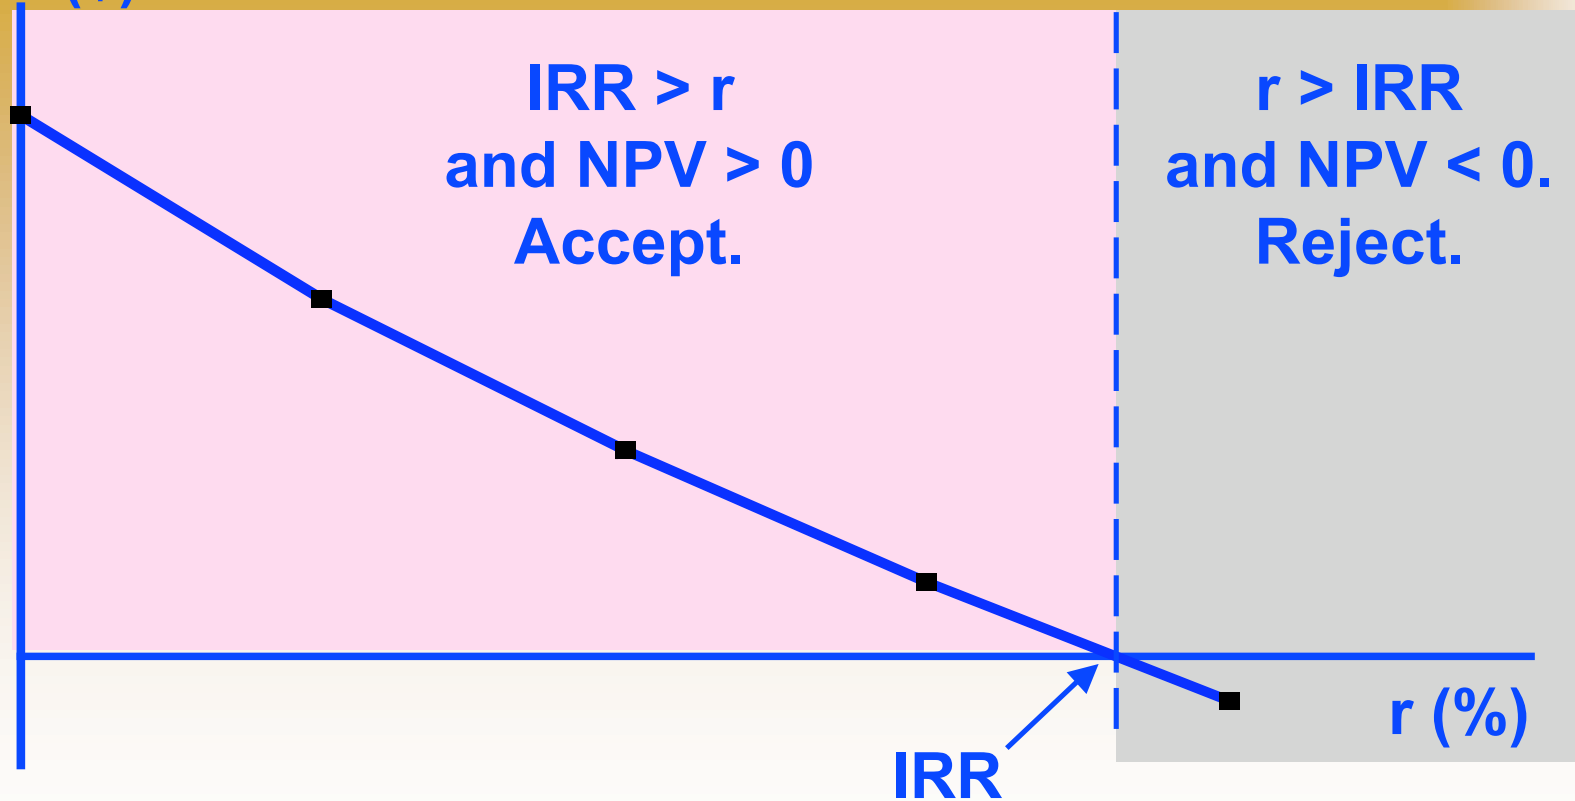 IRR > r
and NPV > 0
Accept.
r > IRR
and NPV < 0.
Reject.
r (%)
IRR